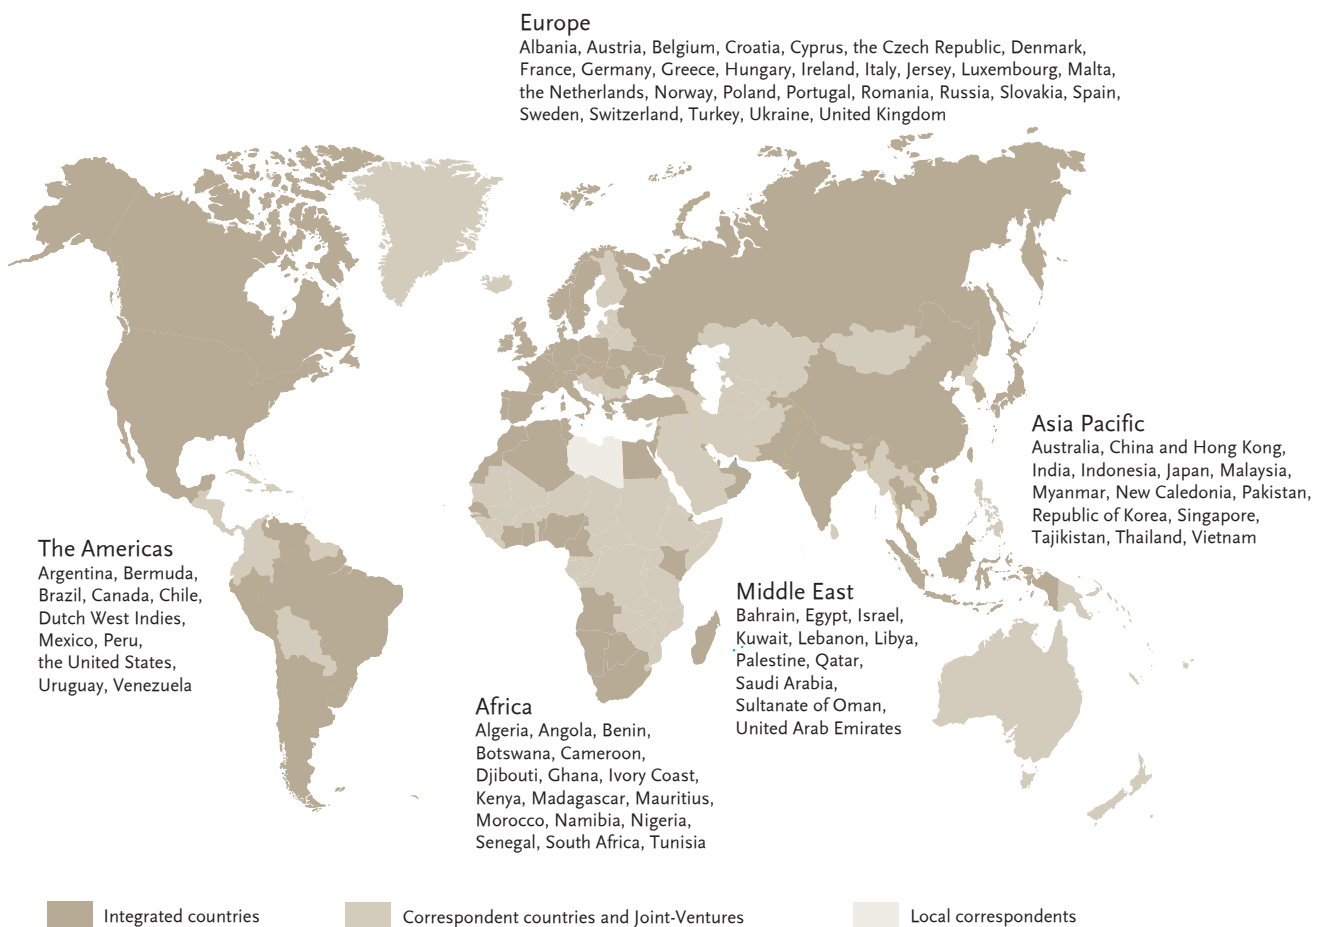 Europe
Albania, Austria, Belgium, Croatia, Cyprus, the Czech Republic, Denmark,
France, Germany, Greece, Hungary, Ireland, Italy, Jersey, Luxembourg, Malta,
the Netherlands, Norway, Poland, Portugal, Romania, Russia, Slovakia, Spain,
Sweden, Switzerland, Turkey, Ukraine, United Kingdom
Asia Pacific
Australia, China and Hong Kong,
India, Indonesia, Japan, Malaysia,
Myanmar, New Caledonia, Pakistan,
Republic of Korea, Singapore,
Tajikistan, Thailand, Vietnam
The Americas
Argentina, Bermuda,
Brazil, Canada, Chile,
Dutch West Indies,
Mexico, Peru,
the United States,
Uruguay, Venezuela
Middle East
Bahrain, Egypt, Israel,
Kuwait, Lebanon, Libya,
Palestine, Qatar,
Saudi Arabia,
Sultanate of Oman,
United Arab Emirates
Africa
Algeria, Angola, Benin,
Botswana, Cameroon,
Djibouti, Ghana, Ivory Coast,
Kenya, Madagascar, Mauritius,
Morocco, Namibia, Nigeria,
Senegal, South Africa, Tunisia
Integrated countries
Correspondent countries and Joint-Ventures
Local correspondents